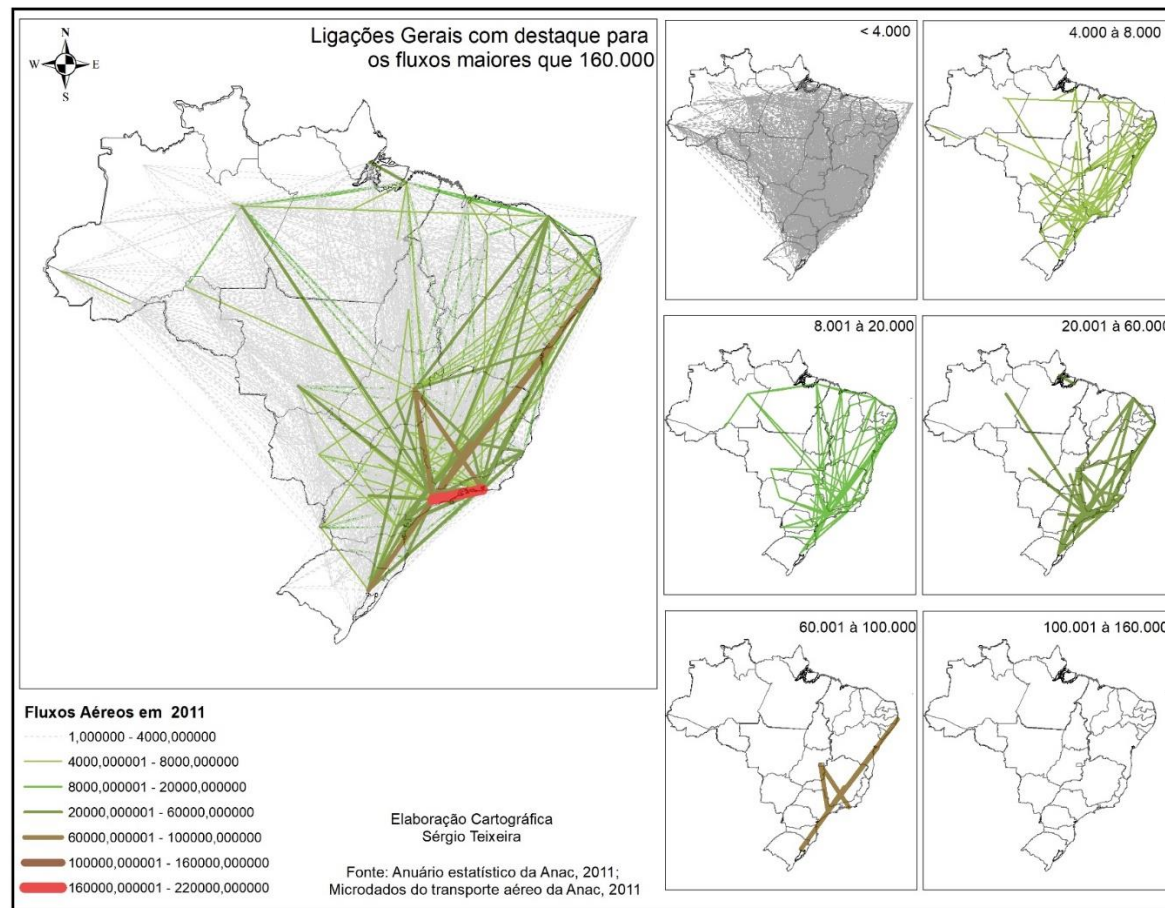 N
W E
S
Ligações Gerais com destaque para
os fluxos maiores que 160.000
< 4.000
4.000 à 8.000
8.001 à 20.000
20.001 à 60.000
60.001 à 100.000
100.001 à 160.000
Fluxos Aéreos em 2011
1,000000 - 4000,000000
4000,000001 - 8000,000000
8000,000001 - 20000,000000
20000,000001 - 60000,000000
60000,000001 - 100000,000000
100000,000001 - 160000,000000
160000,000001 - 220000,000000
Elaboração Cartográfica
Sérgio Teixeira
Fonte: Anuário estatístico da Anac, 2011;
Microdados do transporte aéreo da Anac, 2011